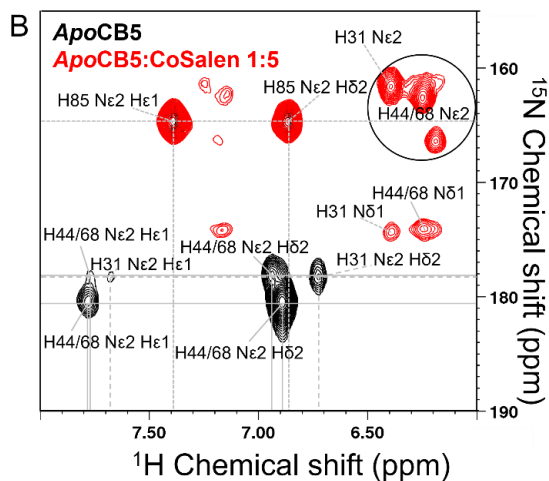 B
ApoCB5
ApoCB5:CoSalen 1:5
H31 Nε2
H85 Nε2 Hε1
H85 Nε2 Hδ2
H44/68 Nε2
H44/68 Nδ1
H31 Nδ1
H44/68 Nε2 Hε1
H44/68 Nε2 Hδ2
H31 Nε2 Hε1
H31 Nε2 Hδ2
H44/68 Nε2 Hε1
H44/68 Nε2 Hδ2
160
170
180
190
15N Chemical shift (ppm)
7.50
7.00
6.50
1H Chemical shift (ppm)